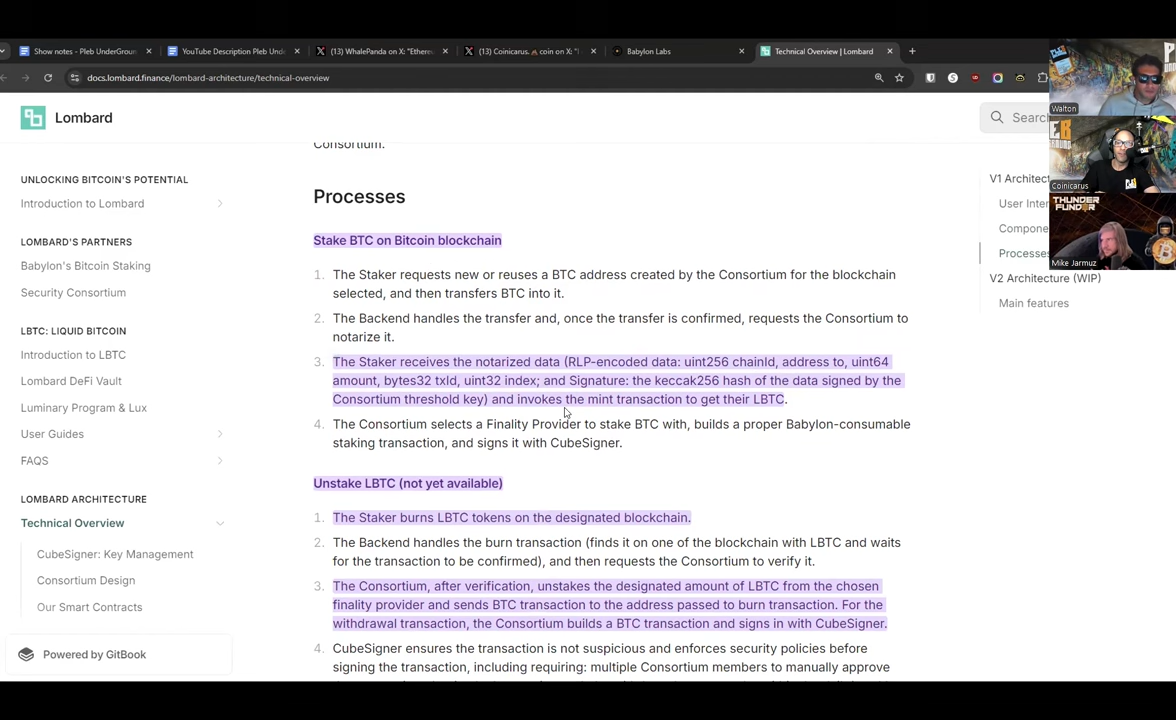 Show notes - Pleb UnderGroun
YouTube Description Pleb Under
(13) WhalePanda on X: "Ethere
(13) Coinicarus. coin on X: "I
Babylon Labs
Technical Overview | Lombard
docs.lombard.finance/lombard-architecture/technical-overview
Lombard
Search
UNLOCKING BITCOIN'S POTENTIAL
Introduction to Lombard
LOMBARD'S PARTNERS
Babylon's Bitcoin Staking
Security Consortium
LBTC: LIQUID BITCOIN
Introduction to LBTC
Lombard DeFi Vault
Luminary Program & Lux
User Guides
FAQS
LOMBARD ARCHITECTURE
Technical Overview
CubeSigner: Key Management
Consortium Design
Our Smart Contracts
Powered by GitBook
Consortium.
Processes
Stake BTC on Bitcoin blockchain
1. The Staker requests new or reuses a BTC address created by the Consortium for the blockchain
selected, and then transfers BTC into it.
2. The Backend handles the transfer and, once the transfer is confirmed, requests the Consortium to
notarize it.
3. The Staker receives the notarized data (RLP-encoded data: uint256 chainId, address to, uint64
amount, bytes32 txId, uint32 index; and Signature: the keccak256 hash of the data signed by the
Consortium threshold key) and invokes the mint transaction to get their LBTC.
4. The Consortium selects a Finality Provider to stake BTC with, builds a proper Babylon-consumable
staking transaction, and signs it with CubeSigner.
Unstake LBTC (not yet available)
1. The Staker burns LBTC tokens on the designated blockchain.
2. The Backend handles the burn transaction (finds it on one of the blockchain with LBTC and waits
for the transaction to be confirmed), and then requests the Consortium to verify it.
3. The Consortium, after verification, unstakes the designated amount of LBTC from the chosen
finality provider and sends BTC transaction to the address passed to burn transaction. For the
withdrawal transaction, the Consortium builds a BTC transaction and signs in with CubeSigner.
4. CubeSigner ensures the transaction is not suspicious and enforces security policies before
signing the transaction, including requiring: multiple Consortium members to manually approve
V1 Architect
User Inter
Compone
Processes
V2 Architecture (WIP)
Main features
Walton
Coinicarus
THUNDER
FUNDER
Mike Jarmuz